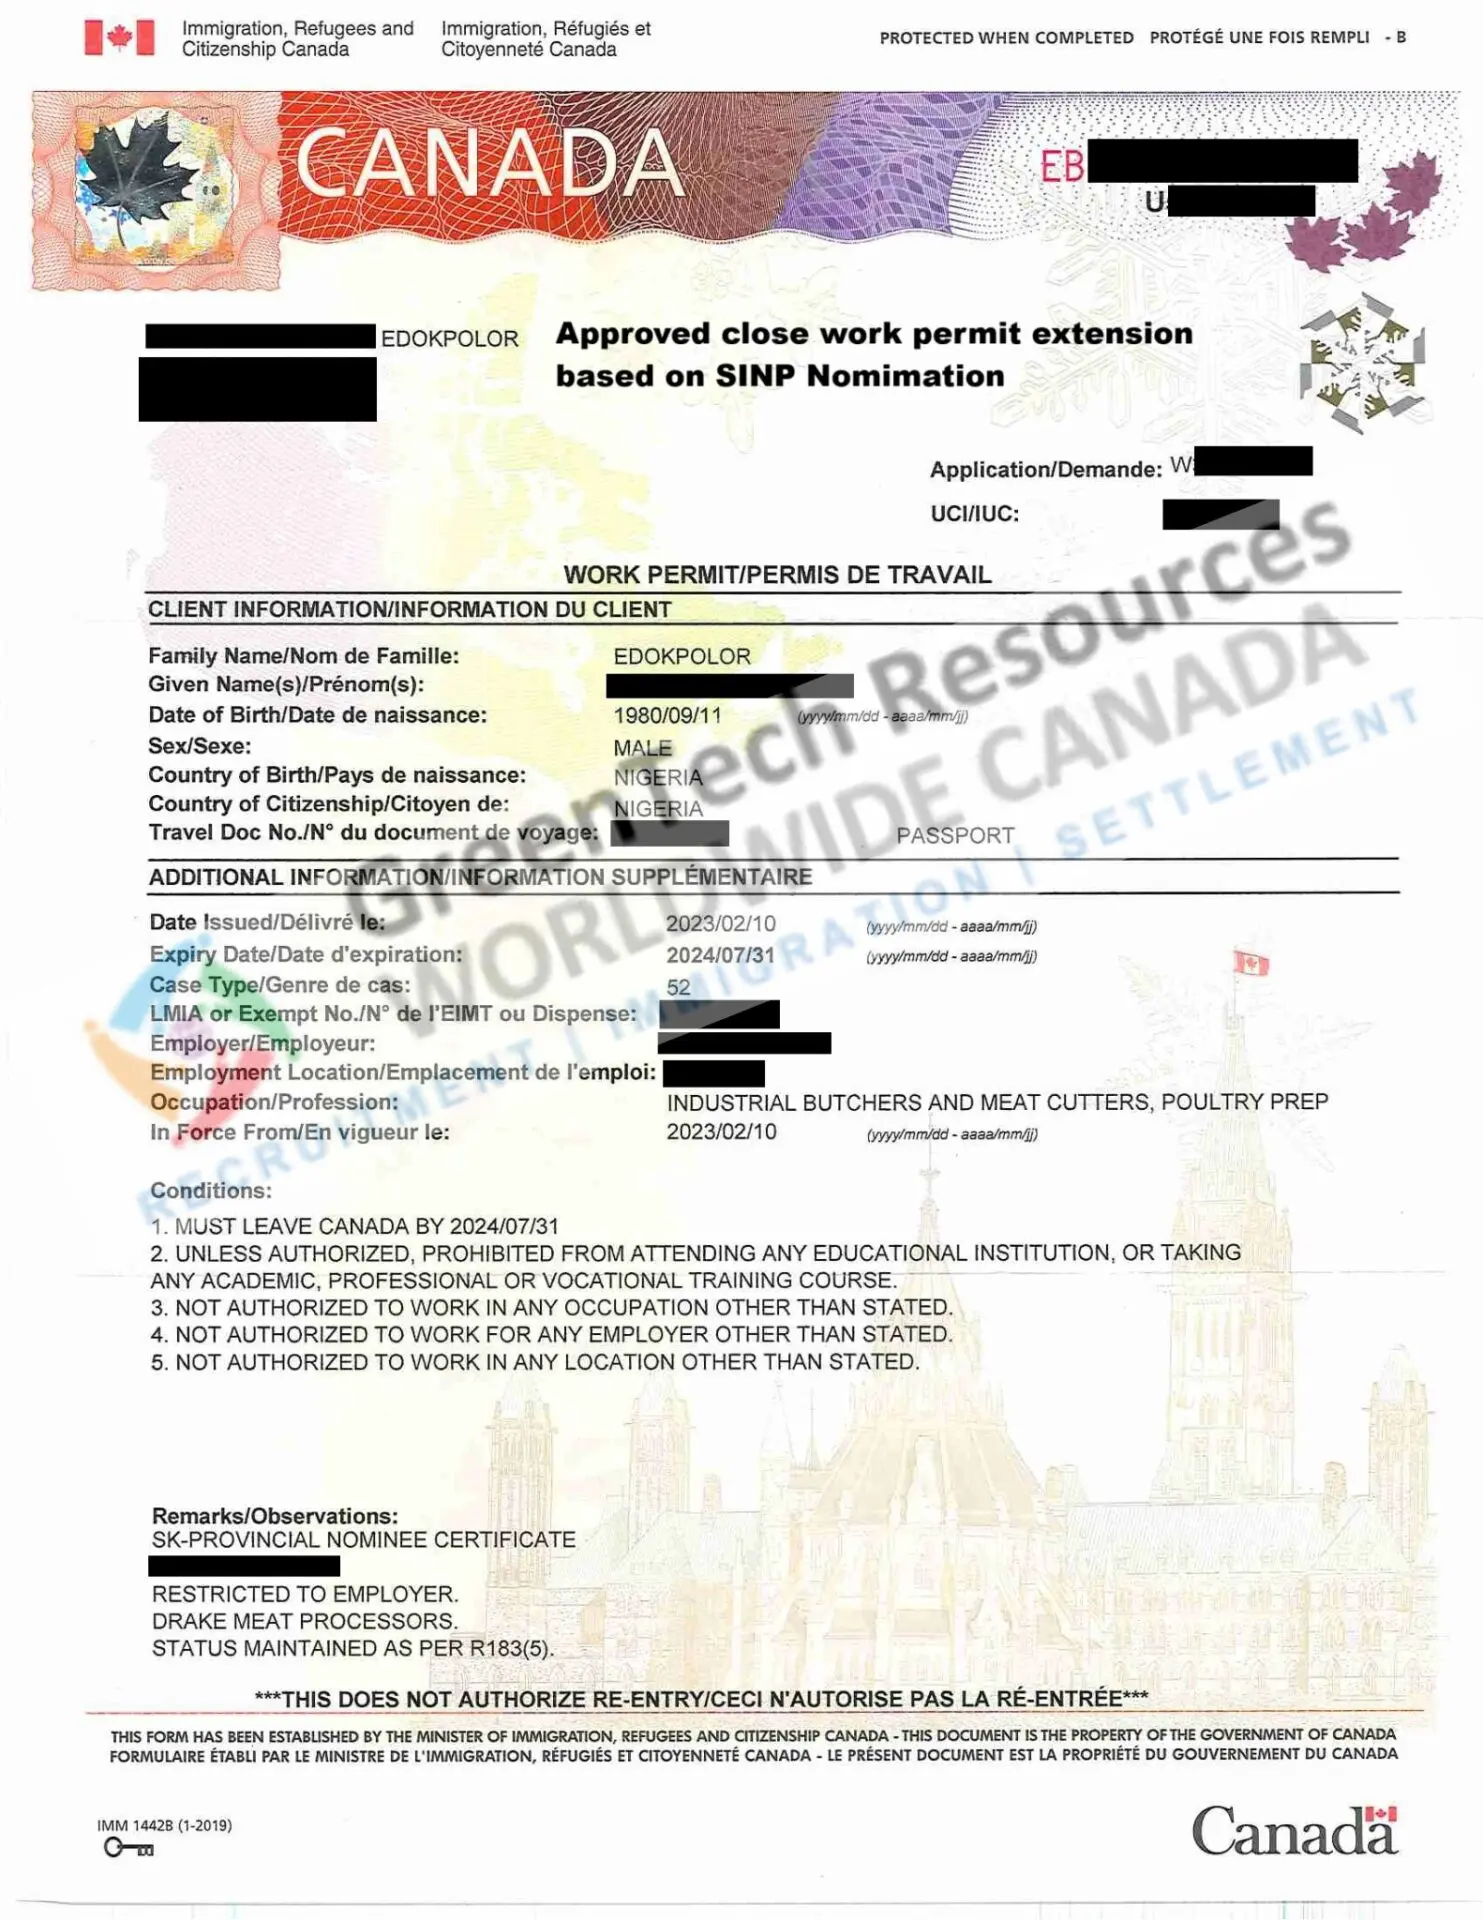 Immigration, Refugees and Citizenship Canada
Immigration, Réfugiés et Citoyenneté Canada
PROTECTED WHEN COMPLETED PROTÉGÉ UNE FOIS REMPLI - B
CANADA
EB
U
EDOKPOLOR
Approved close work permit extension
based on SINP Nomimation
Application/Demande: W
UCI/IUC:
WORK PERMIT/PERMIS DE TRAVAIL
CLIENT INFORMATION/INFORMATION DU CLIENT
Family Name/Nom de Famille: EDOKPOLOR
Given Name(s)/Prénom(s):
Date of Birth/Date de naissance: 1980/09/11 (yyyy/mm/dd - aaaa/mm/jj)
Sex/Sexe: MALE
Country of Birth/Pays de naissance: NIGERIA
Country of Citizenship/Citoyen de: NIGERIA
Travel Doc No./N° du document de voyage: PASSPORT
ADDITIONAL INFORMATION/INFORMATION SUPPLÉMENTAIRE
Date Issued/Délivré le: 2023/02/10 (yyyy/mm/dd - aaaa/mm/jj)
Expiry Date/Date d'expiration: 2024/07/31 (yyyy/mm/dd - aaaa/mm/jj)
Case Type/Genre de cas: 52
LMIA or Exempt No./N° de l'EIMT ou Dispense:
Employer/Employeur:
Employment Location/Emplacement de l'emploi:
Occupation/Profession: INDUSTRIAL BUTCHERS AND MEAT CUTTERS, POULTRY PREP
In Force From/En vigueur le: 2023/02/10 (yyyy/mm/dd - aaaa/mm/jj)
GreenTech Resources
WORLDWIDE CANADA
RECRUITMENT | IMMIGRATION | SETTLEMENT
Conditions:
1. MUST LEAVE CANADA BY 2024/07/31
2. UNLESS AUTHORIZED, PROHIBITED FROM ATTENDING ANY EDUCATIONAL INSTITUTION, OR TAKING
ANY ACADEMIC, PROFESSIONAL OR VOCATIONAL TRAINING COURSE.
3. NOT AUTHORIZED TO WORK IN ANY OCCUPATION OTHER THAN STATED.
4. NOT AUTHORIZED TO WORK FOR ANY EMPLOYER OTHER THAN STATED.
5. NOT AUTHORIZED TO WORK IN ANY LOCATION OTHER THAN STATED.
Remarks/Observations:
SK-PROVINCIAL NOMINEE CERTIFICATE
RESTRICTED TO EMPLOYER.
DRAKE MEAT PROCESSORS.
STATUS MAINTAINED AS PER R183(5).
***THIS DOES NOT AUTHORIZE RE-ENTRY/CECI N'AUTORISE PAS LA RÉ-ENTRÉE***
THIS FORM HAS BEEN ESTABLISHED BY THE MINISTER OF IMMIGRATION, REFUGEES AND CITIZENSHIP CANADA - THIS DOCUMENT IS THE PROPERTY OF THE GOVERNMENT OF CANADA
FORMULAIRE ÉTABLI PAR LE MINISTRE DE L'IMMIGRATION, RÉFUGIÉS ET CITOYENNETÉ CANADA - LE PRÉSENT DOCUMENT EST LA PROPRIÉTÉ DU GOUVERNEMENT DU CANADA
IMM 1442B (1-2019)
Canada